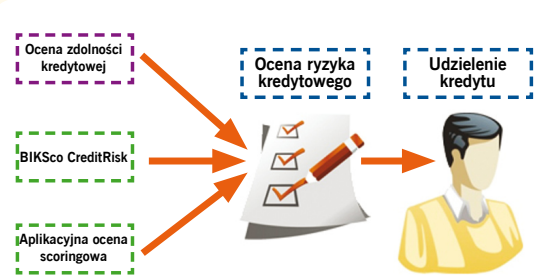 Ocena zdolności
kredytowej
Ocena ryzyka
kredytowego
Udzielenie
kredytu
BIKSco CreditRisk
Aplikacyjna ocena
scoringowa